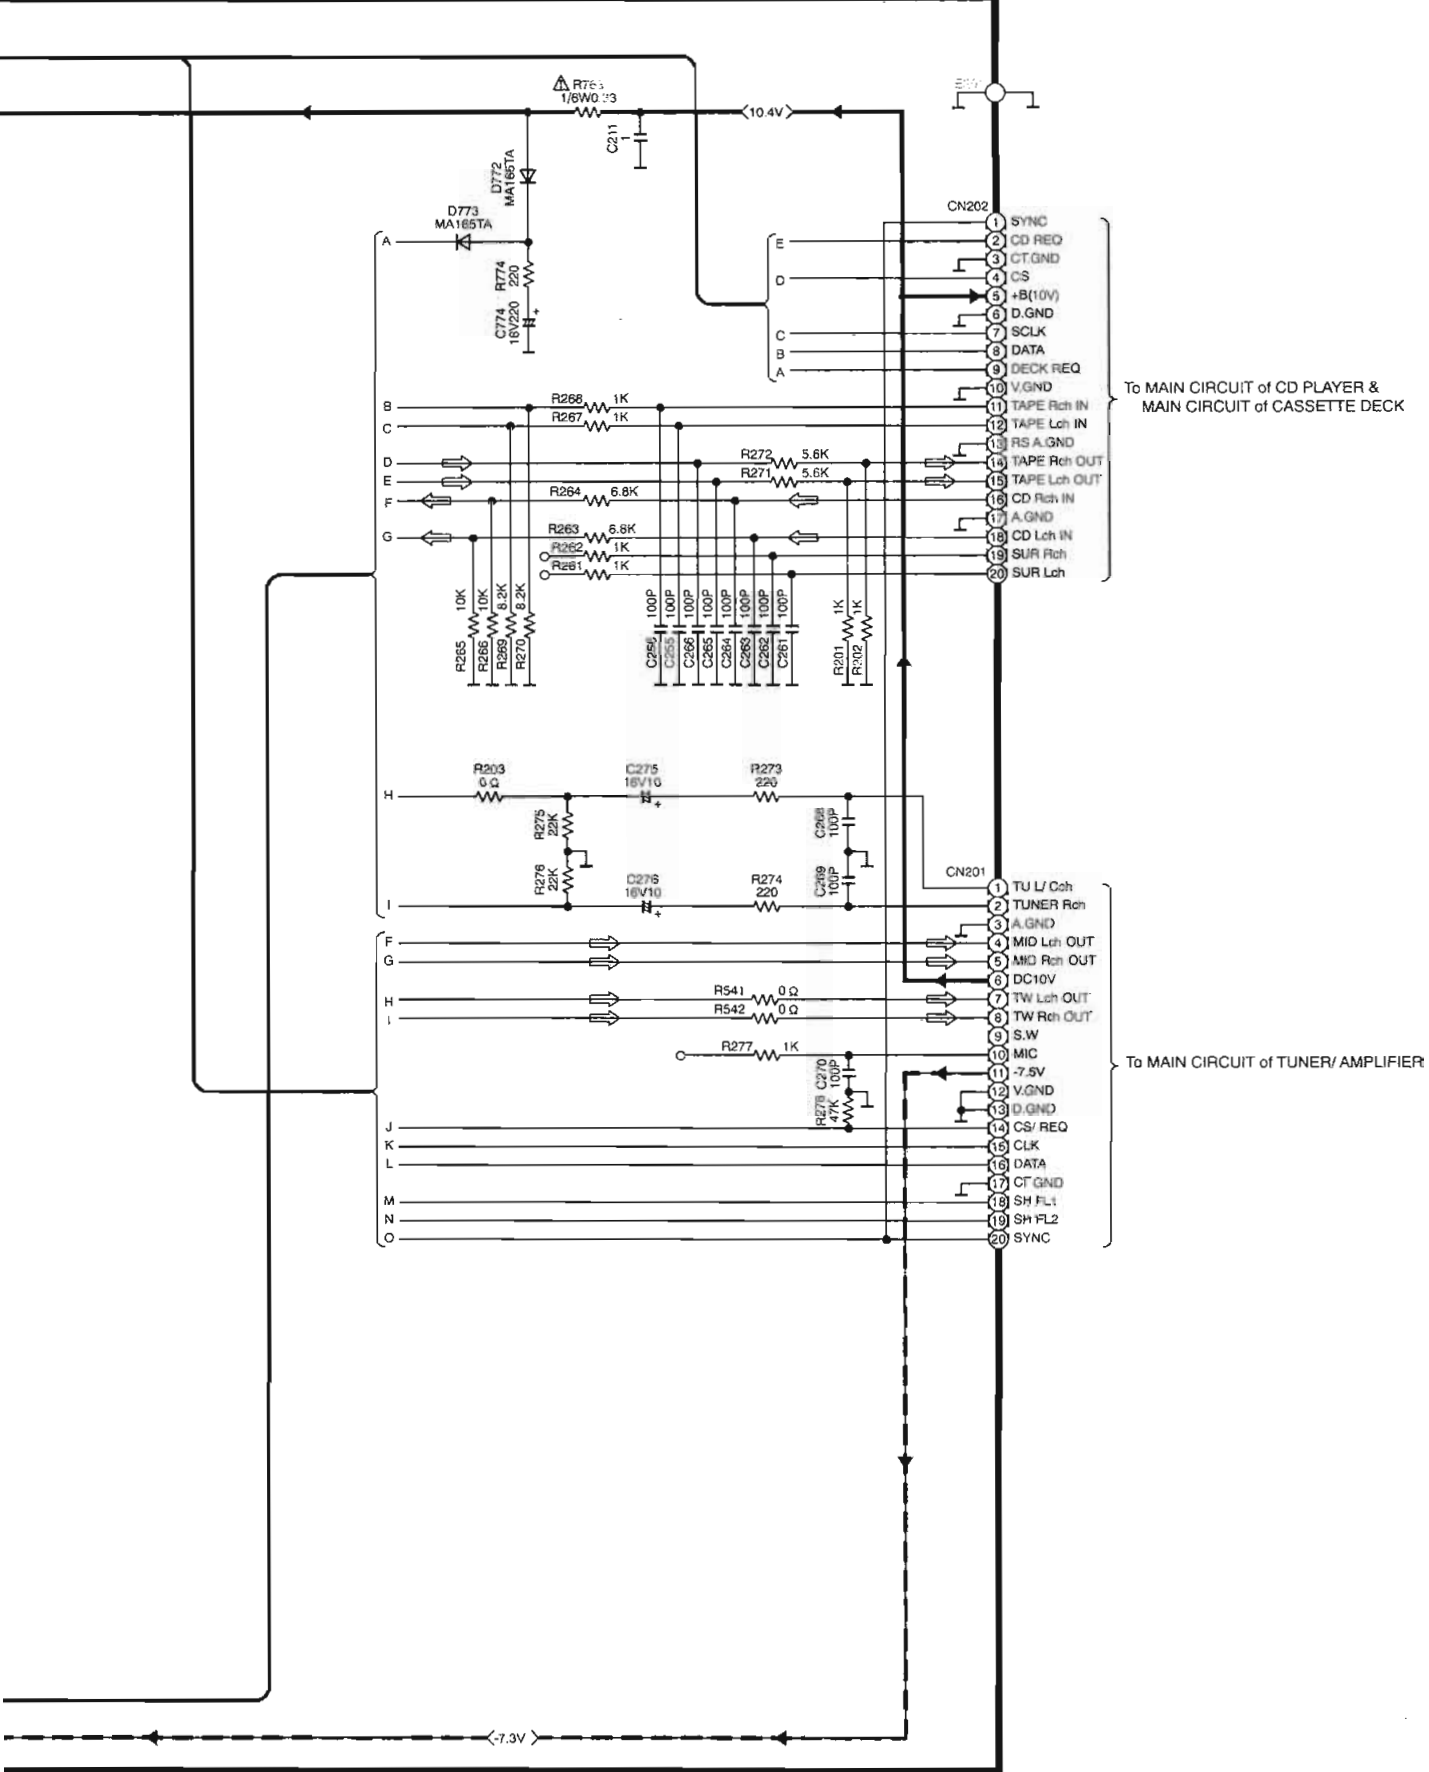 ⚠ R763
1/6W0.33
10.4V
C211
1
D772
MA165TA
D773
MA165TA
R774
220
C774
16V220
+
A
CN202
1 SYNC
2 CD REQ
3 CT.GND
4 CS
5 +B(10V)
6 D.GND
7 SCLK
8 DATA
9 DECK REQ
10 V.GND
11 TAPE Rch IN
12 TAPE Lch IN
13 RS A.GND
14 TAPE Rch OUT
15 TAPE Lch OUT
16 CD Rch IN
17 A.GND
18 CD Lch IN
19 SUR Rch
20 SUR Lch
E
D
C
B
A
To MAIN CIRCUIT of CD PLAYER &
MAIN CIRCUIT of CASSETTE DECK
B
C
D
E
F
G
R268 1K
R267 1K
R272 5.6K
R271 5.6K
R264 6.8K
R263 6.8K
R262 1K
R261 1K
R265 10K
R266 10K
R269 8.2K
R270 8.2K
C256 100P
C255 100P
C266 100P
C265 100P
C264 100P
C263 100P
C262 100P
C261 100P
R201 1K
R202 1K
H
R203
0Ω
C275
16V10
+
R273
220
R275
22K
C268
100P
R276
22K
C276
16V10
+
R274
220
C269
100P
I
CN201
1 TU L/ Cch
2 TUNER Rch
3 A.GND
4 MID Lch OUT
5 MID Rch OUT
6 DC10V
7 TW Lch OUT
8 TW Rch OUT
9 S.W
10 MIC
11 -7.5V
12 V.GND
13 D.GND
14 CS/ REQ
15 CLK
16 DATA
17 CT GND
18 SH FL1
19 SH FL2
20 SYNC
F
G
H
I
R541 0Ω
R542 0Ω
R277 1K
C270
100P
R278
47K
J
K
L
M
N
O
To MAIN CIRCUIT of TUNER/ AMPLIFIER
-7.3V